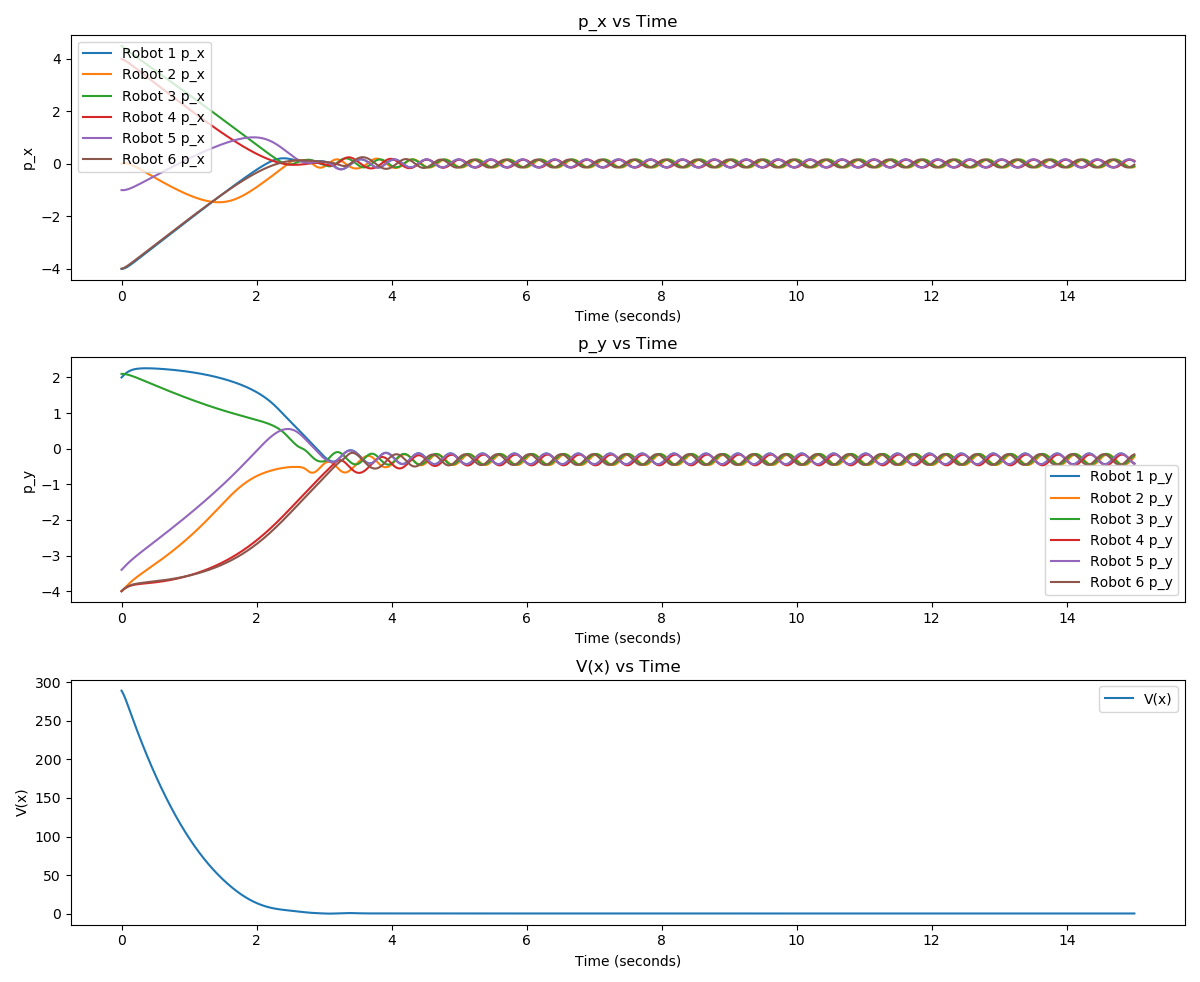 p_x vs Time
p_x
4
2
0
−2
−4
Robot 1 p_x
Robot 2 p_x
Robot 3 p_x
Robot 4 p_x
Robot 5 p_x
Robot 6 p_x
0 2 4 6 8 10 12 14
Time (seconds)
p_y vs Time
p_y
2
1
0
−1
−2
−3
−4
Robot 1 p_y
Robot 2 p_y
Robot 3 p_y
Robot 4 p_y
Robot 5 p_y
Robot 6 p_y
0 2 4 6 8 10 12 14
Time (seconds)
V(x) vs Time
V(x)
300
250
200
150
100
50
0
V(x)
0 2 4 6 8 10 12 14
Time (seconds)